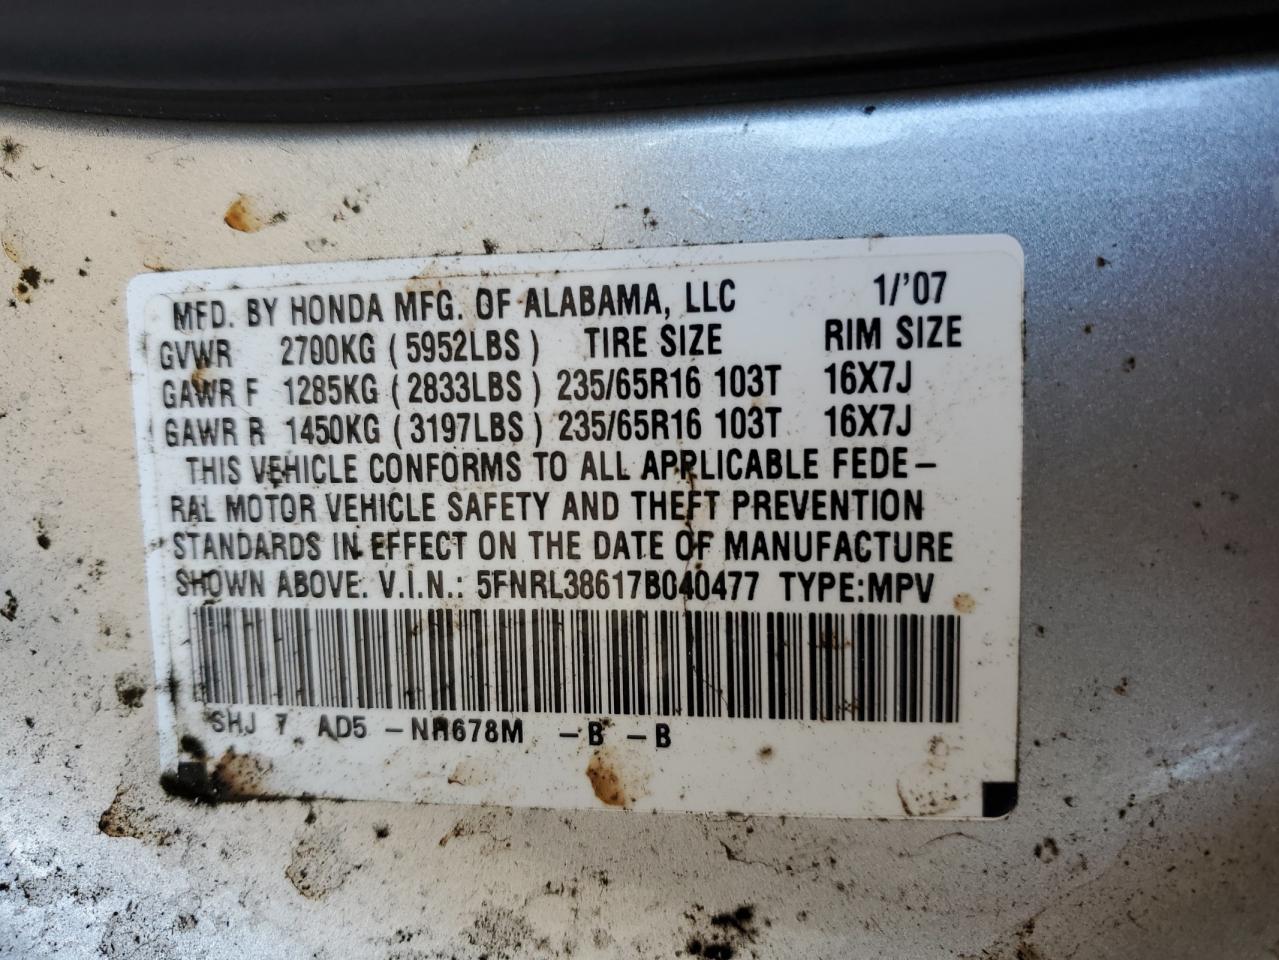 MFD. BY HONDA MFG. OF ALABAMA, LLC 1/'07
GVWR 2700KG (5952LBS) TIRE SIZE RIM SIZE
GAWR F 1285KG (2833LBS) 235/65R16 103T 16X7J
GAWR R 1450KG (3197LBS) 235/65R16 103T 16X7J
THIS VEHICLE CONFORMS TO ALL APPLICABLE FEDE-
RAL MOTOR VEHICLE SAFETY AND THEFT PREVENTION
STANDARDS IN EFFECT ON THE DATE OF MANUFACTURE
SHOWN ABOVE. V.I.N.: 5FNRL38617B040477 TYPE:MPV
SHJ 7 AD5 -NH678M -B -B